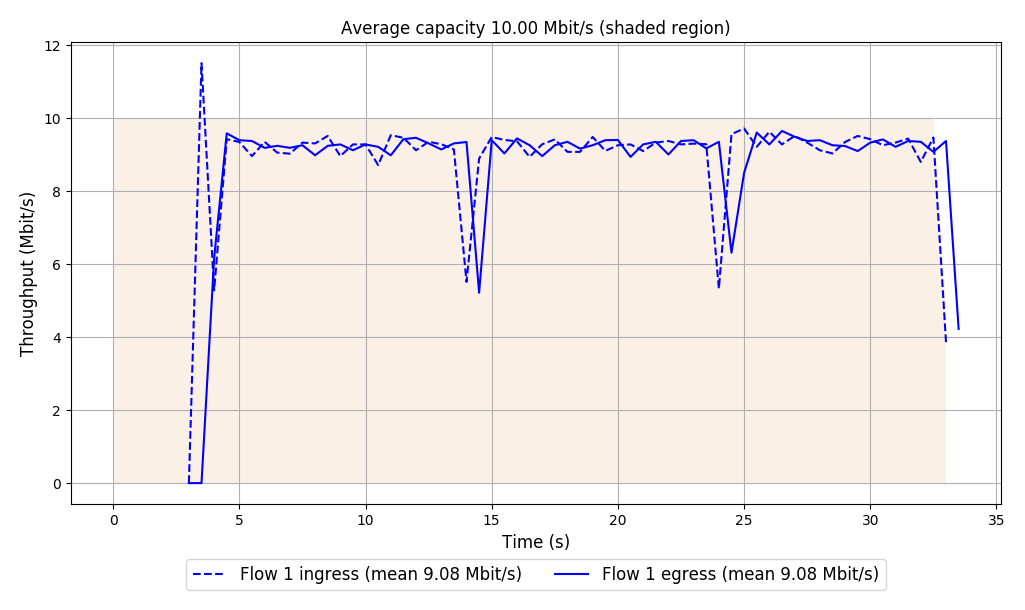 Average capacity 10.00 Mbit/s (shaded region)
12
10
8
6
4
2
0
Throughput (Mbit/s)
0 5 10 15 20 25 30 35
Time (s)
Flow 1 ingress (mean 9.08 Mbit/s) Flow 1 egress (mean 9.08 Mbit/s)